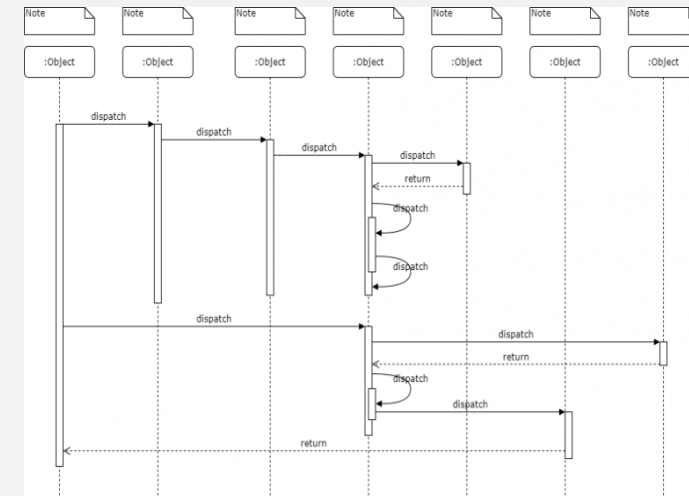 Note Note Note Note Note Note Note
:Object :Object :Object :Object :Object :Object :Object
dispatch
dispatch
dispatch
dispatch
return
dispatch
dispatch
dispatch
dispatch
return
dispatch
dispatch
return